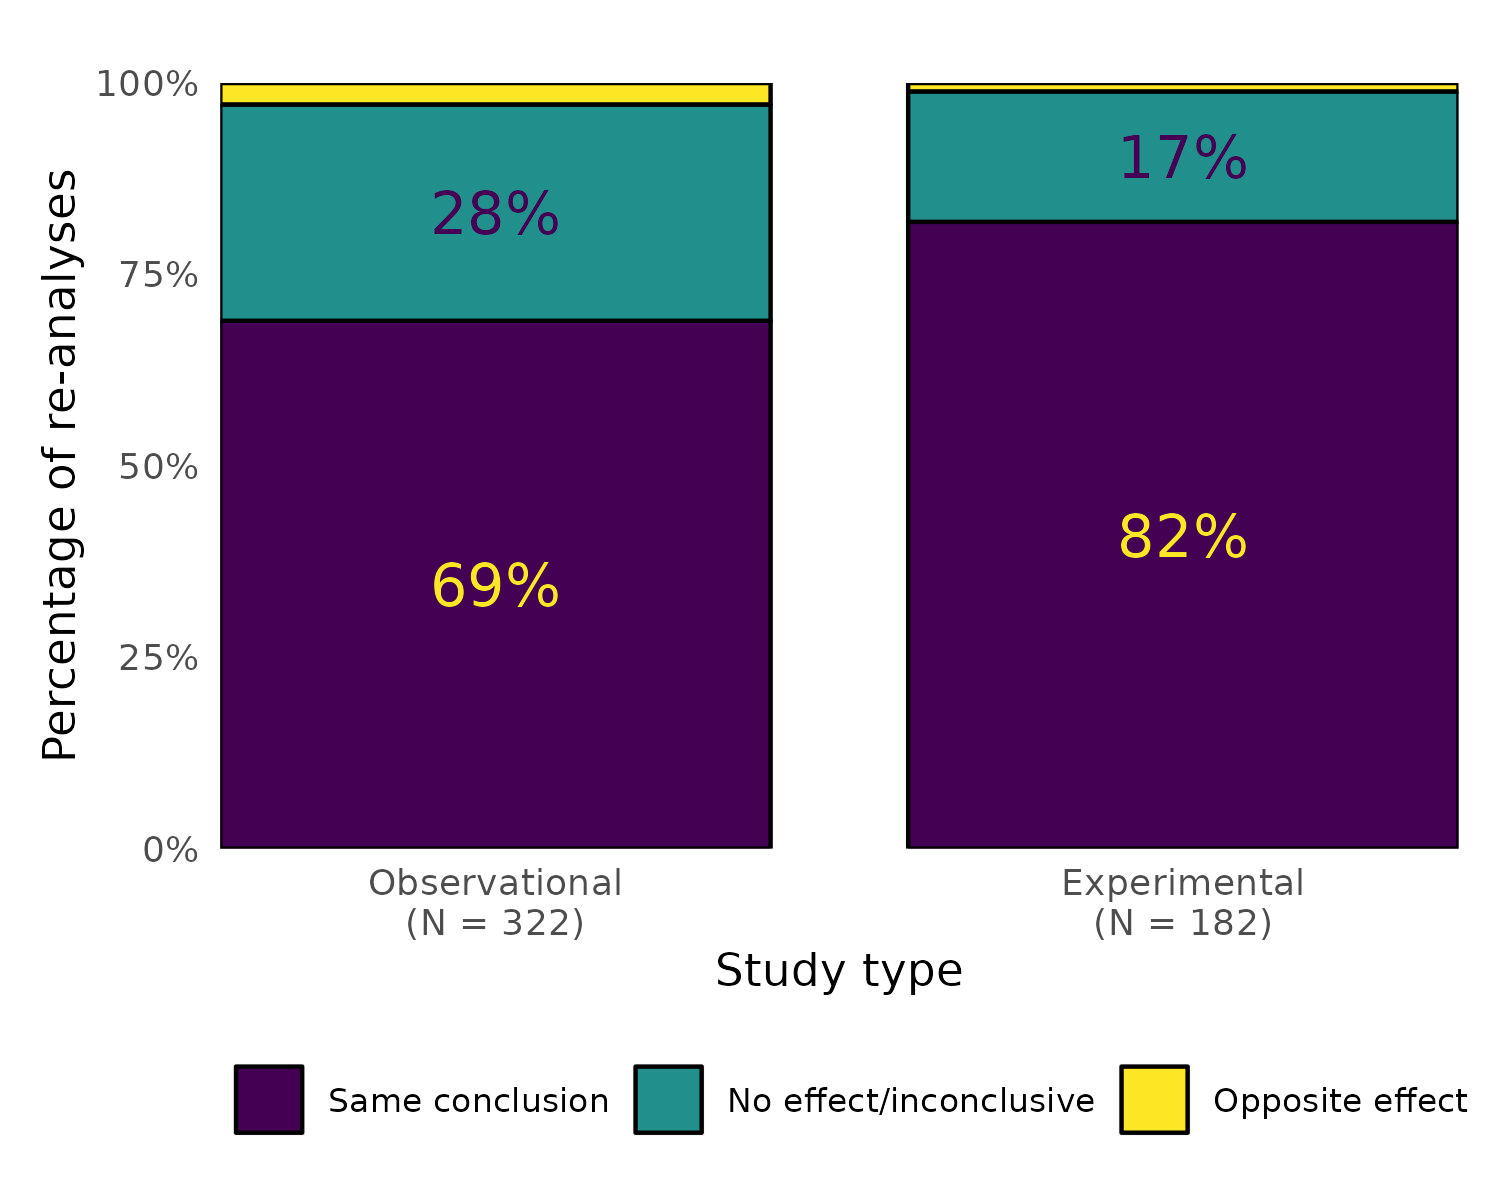 100%
75%
50%
25%
0%
Percentage of re-analyses
28%
69%
17%
82%
Observational
(N = 322)
Experimental
(N = 182)
Study type
Same conclusion
No effect/inconclusive
Opposite effect